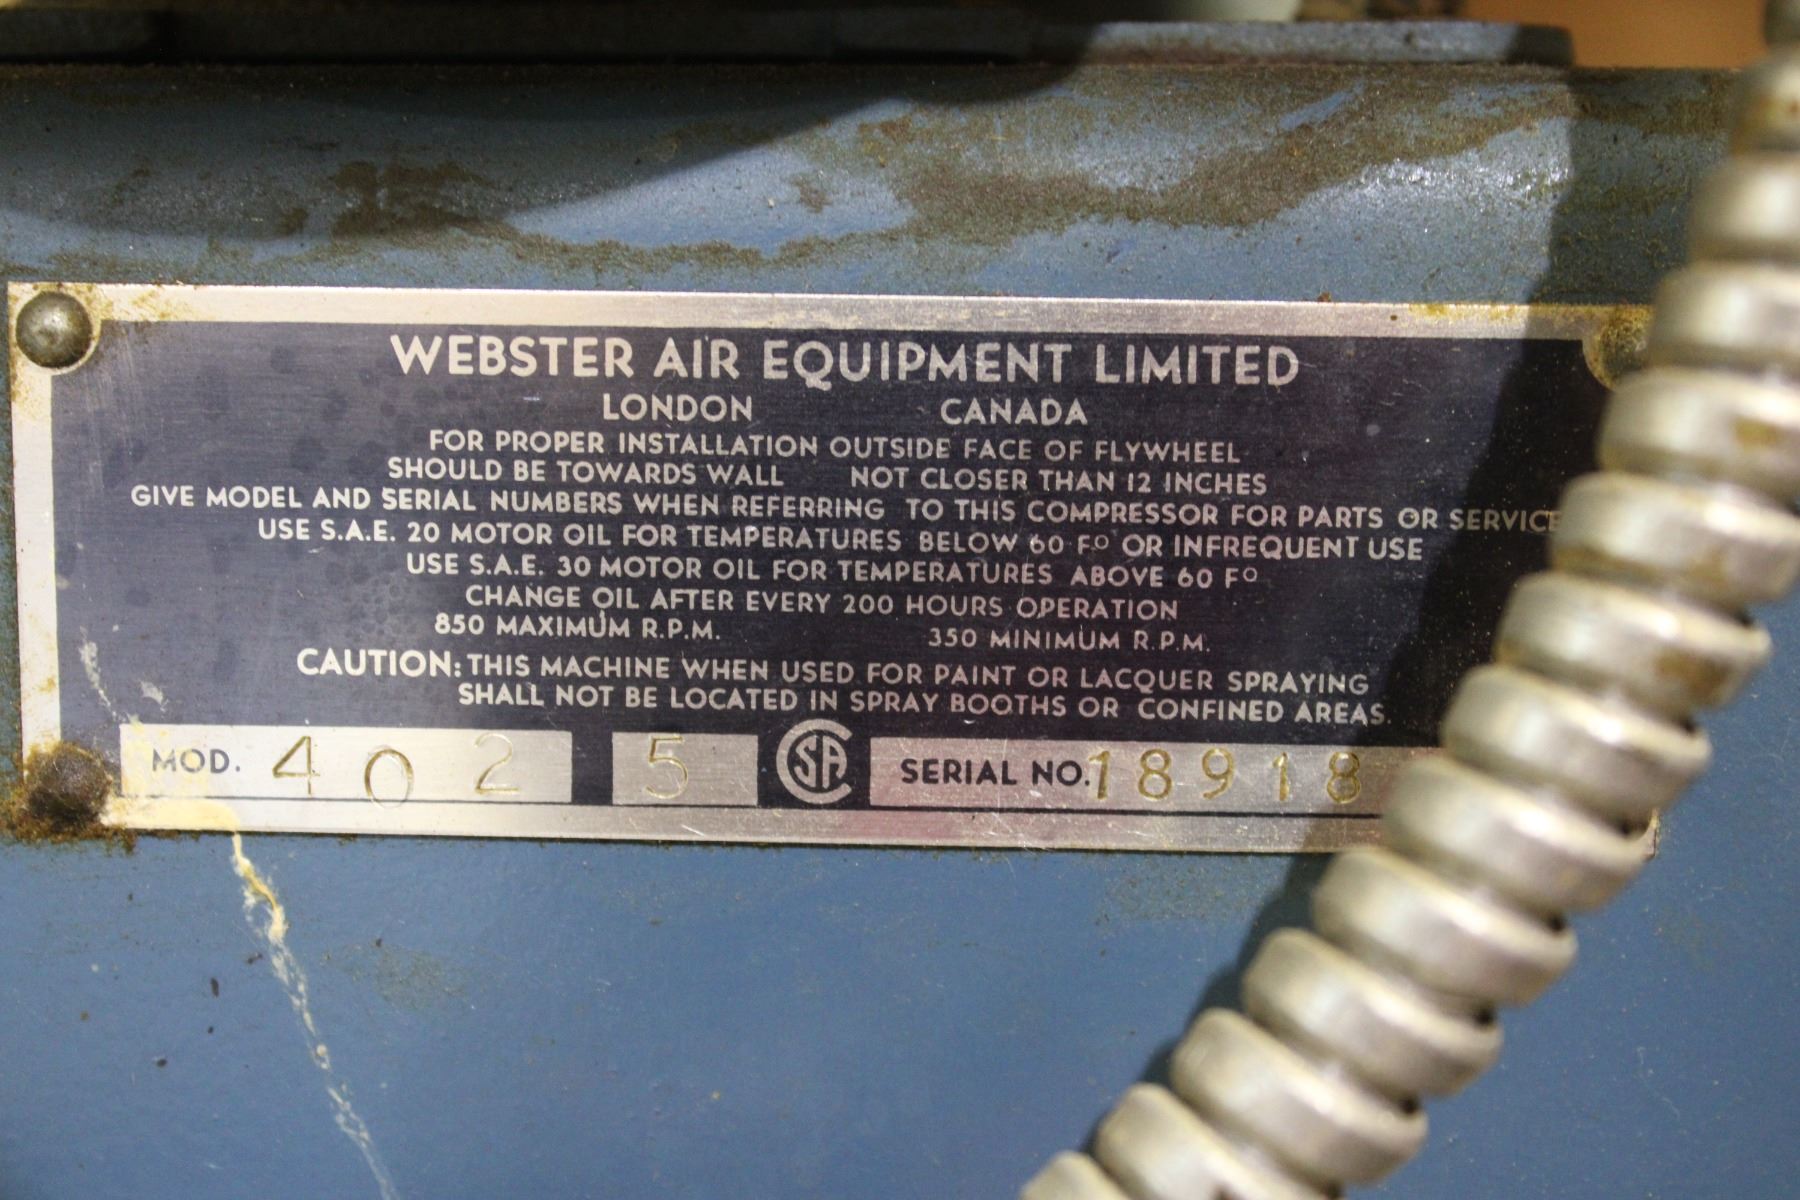 WEBSTER AIR EQUIPMENT LIMITED
LONDON CANADA
FOR PROPER INSTALLATION OUTSIDE FACE OF FLYWHEEL
SHOULD BE TOWARDS WALL NOT CLOSER THAN 12 INCHES
GIVE MODEL AND SERIAL NUMBERS WHEN REFERRING TO THIS COMPRESSOR FOR PARTS OR SERVICE
USE S.A.E. 20 MOTOR OIL FOR TEMPERATURES BELOW 60 Fº OR INFREQUENT USE
USE S.A.E. 30 MOTOR OIL FOR TEMPERATURES ABOVE 60 Fº
CHANGE OIL AFTER EVERY 200 HOURS OPERATION
850 MAXIMUM R.P.M. 350 MINIMUM R.P.M.
CAUTION: THIS MACHINE WHEN USED FOR PAINT OR LACQUER SPRAYING
SHALL NOT BE LOCATED IN SPRAY BOOTHS OR CONFINED AREAS.
MOD. 402 5 CSA SERIAL NO. 18918